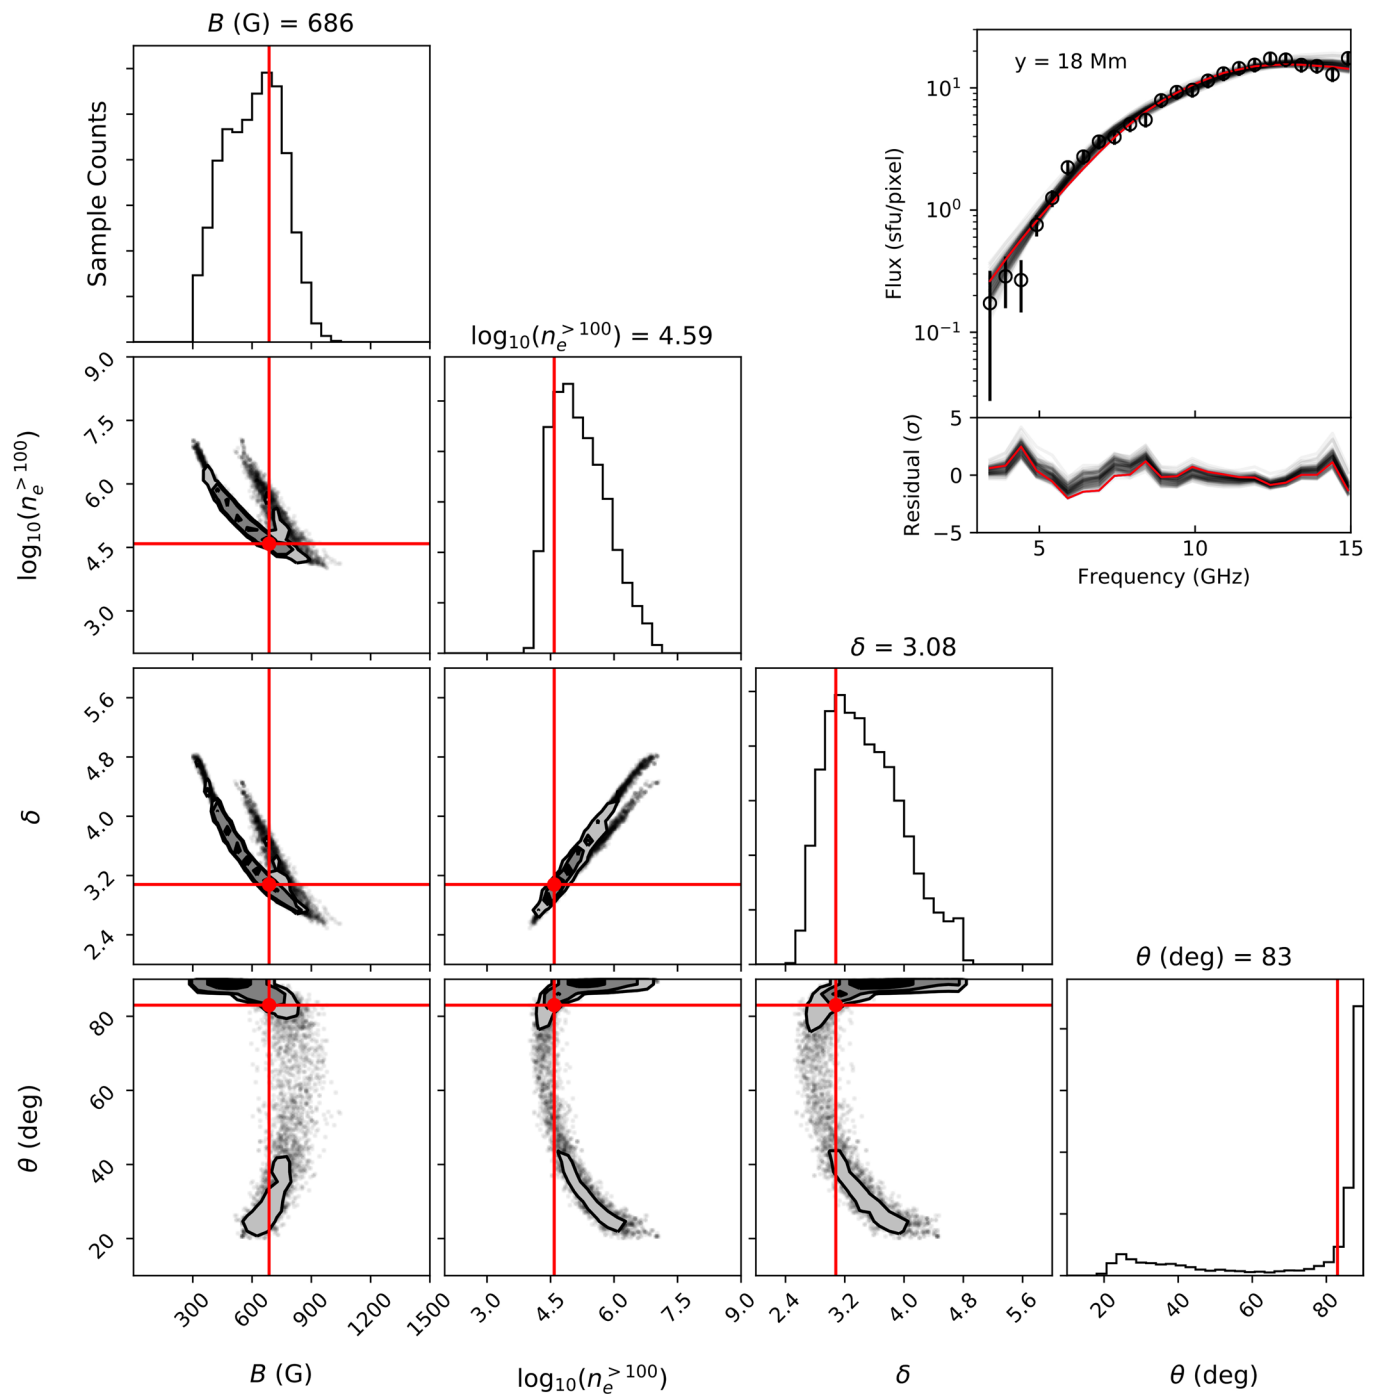 B (G) = 686
Sample Counts
y = 18 Mm
10¹
10⁰
10⁻¹
Flux (sfu/pixel)
5
0
−5
Residual (σ)
5 10 15
Frequency (GHz)
log₁₀(nₑ^>100) = 4.59
9.0
7.5
6.0
4.5
3.0
log₁₀(nₑ^>100)
δ = 3.08
5.6
4.8
4.0
3.2
2.4
δ
θ (deg) = 83
80
60
40
20
θ (deg)
300 600 900 1200 1500
3.0 4.5 6.0 7.5 9.0
2.4 3.2 4.0 4.8 5.6
20 40 60 80
B (G)
log₁₀(nₑ^>100)
δ
θ (deg)